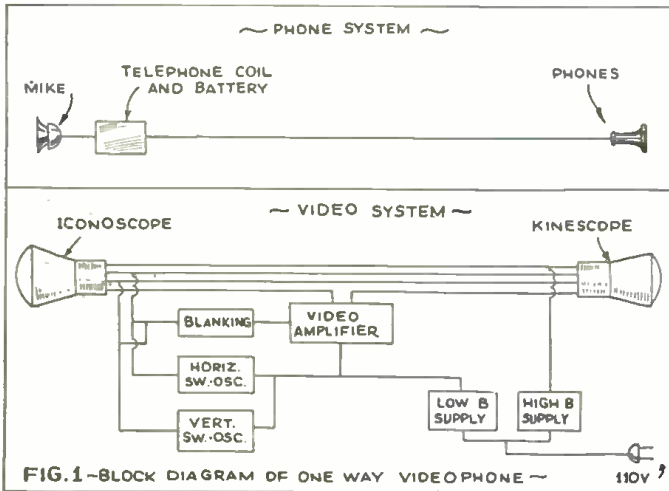 ~ PHONE SYSTEM ~
MIKE
TELEPHONE COIL
AND BATTERY
PHONES
~ VIDEO SYSTEM ~
ICONOSCOPE
KINESCOPE
BLANKING
VIDEO
AMPLIFIER
HORIZ.
SW.-OSC.
VERT.
SW.-OSC.
LOW B
SUPPLY
HIGH B
SUPPLY
110V
FIG.1~BLOCK DIAGRAM OF ONE WAY VIDEOPHONE~